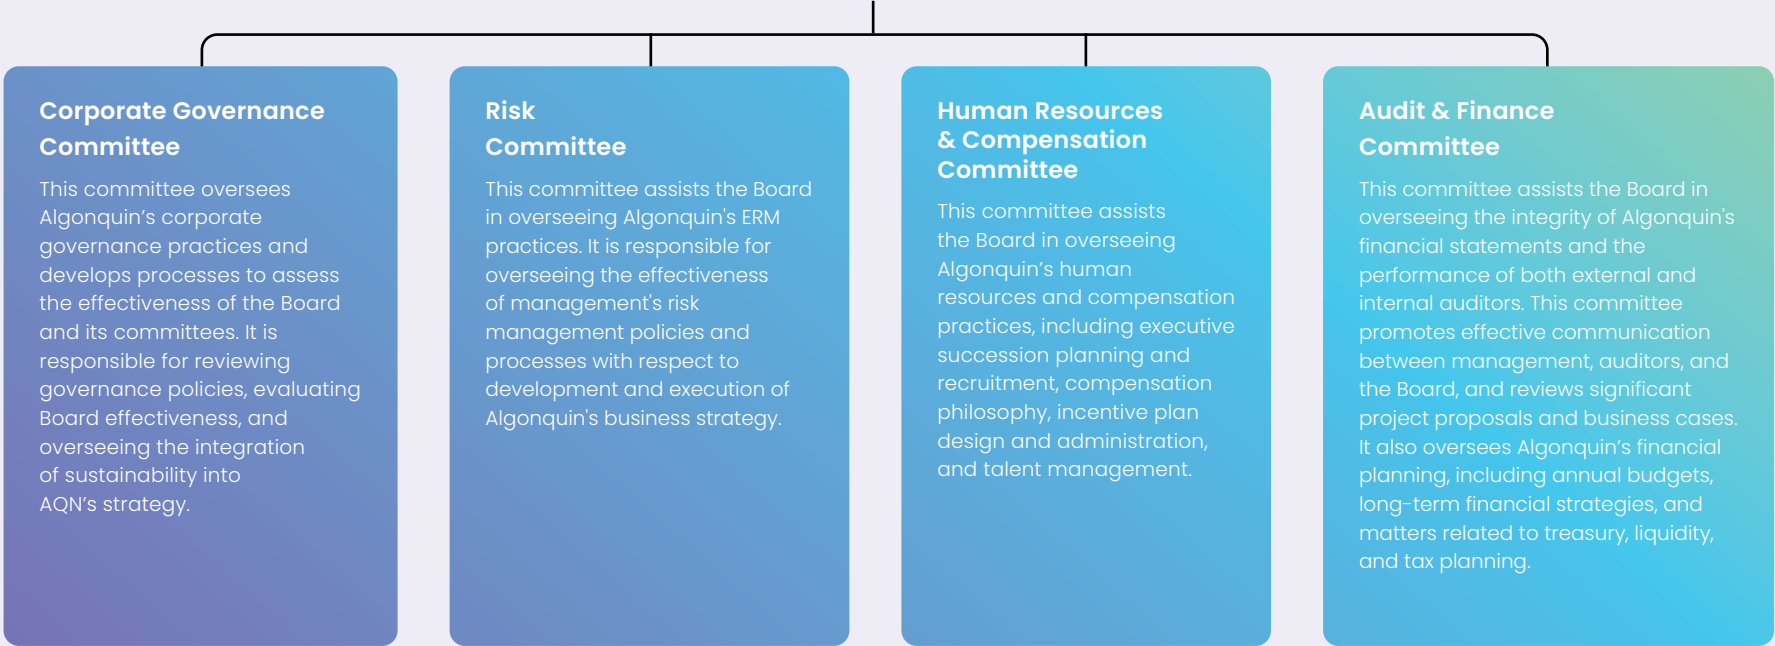 Corporate Governance
Committee
This committee oversees
Algonquin’s corporate
governance practices and
develops processes to assess
the effectiveness of the Board
and its committees. It is
responsible for reviewing
governance policies, evaluating
Board effectiveness, and
overseeing the integration
of sustainability into
AQN’s strategy.
Risk
Committee
This committee assists the Board
in overseeing Algonquin's ERM
practices. It is responsible for
overseeing the effectiveness
of management's risk
management policies and
processes with respect to
development and execution of
Algonquin's business strategy.
Human Resources
& Compensation
Committee
This committee assists
the Board in overseeing
Algonquin’s human
resources and compensation
practices, including executive
succession planning and
recruitment, compensation
philosophy, incentive plan
design and administration,
and talent management.
Audit & Finance
Committee
This committee assists the Board in
overseeing the integrity of Algonquin's
financial statements and the
performance of both external and
internal auditors. This committee
promotes effective communication
between management, auditors, and
the Board, and reviews significant
project proposals and business cases.
It also oversees Algonquin’s financial
planning, including annual budgets,
long-term financial strategies, and
matters related to treasury, liquidity,
and tax planning.